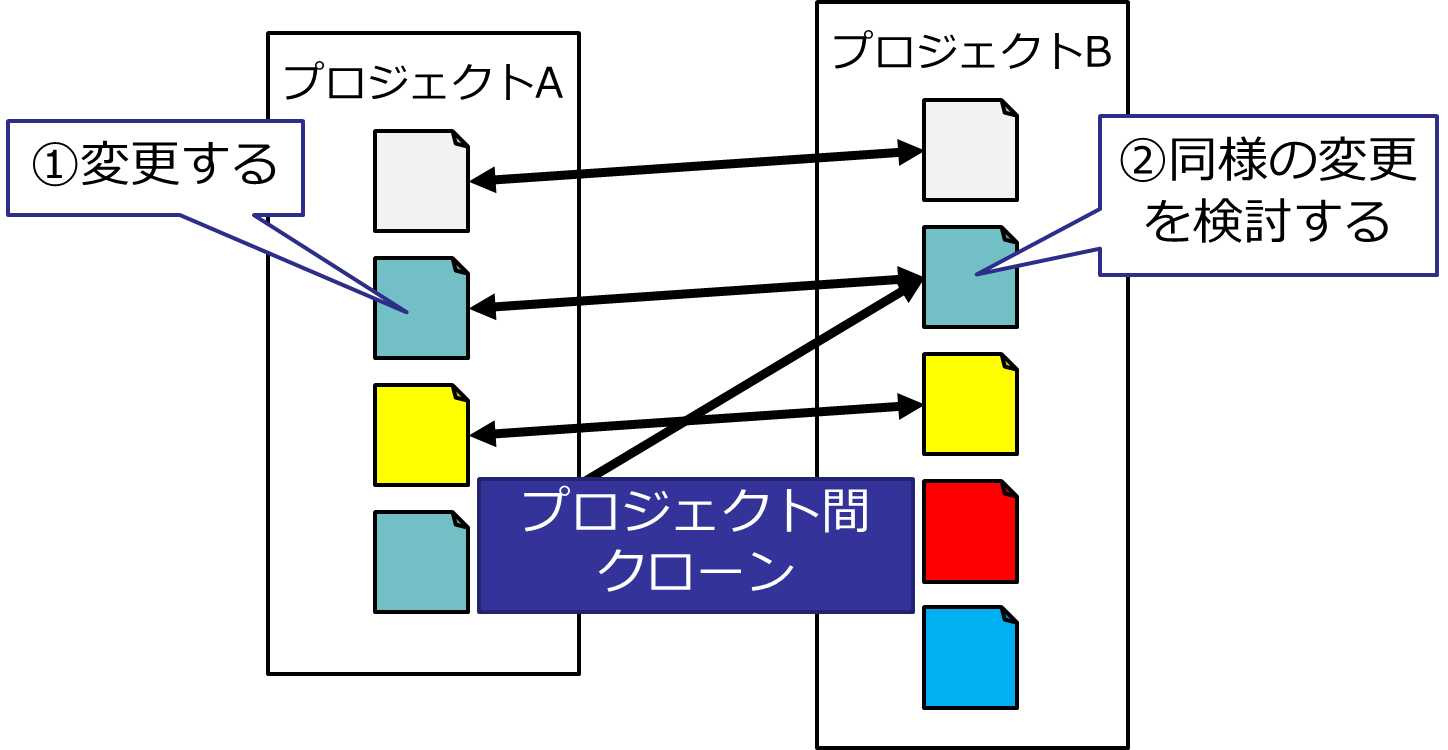 プロジェクトA
プロジェクトB
①変更する
②同様の変更
を検討する
プロジェクト間
クローン